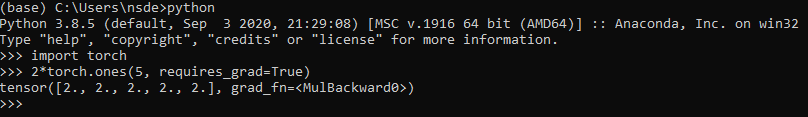 (base) C:\Users\nsde>python
Python 3.8.5 (default, Sep  3 2020, 21:29:08) [MSC v.1916 64 bit (AMD64)] :: Anaconda, Inc. on win32
Type "help", "copyright", "credits" or "license" for more information.
>>> import torch
>>> 2*torch.ones(5, requires_grad=True)
tensor([2., 2., 2., 2., 2.], grad_fn=<MulBackward0>)
>>>